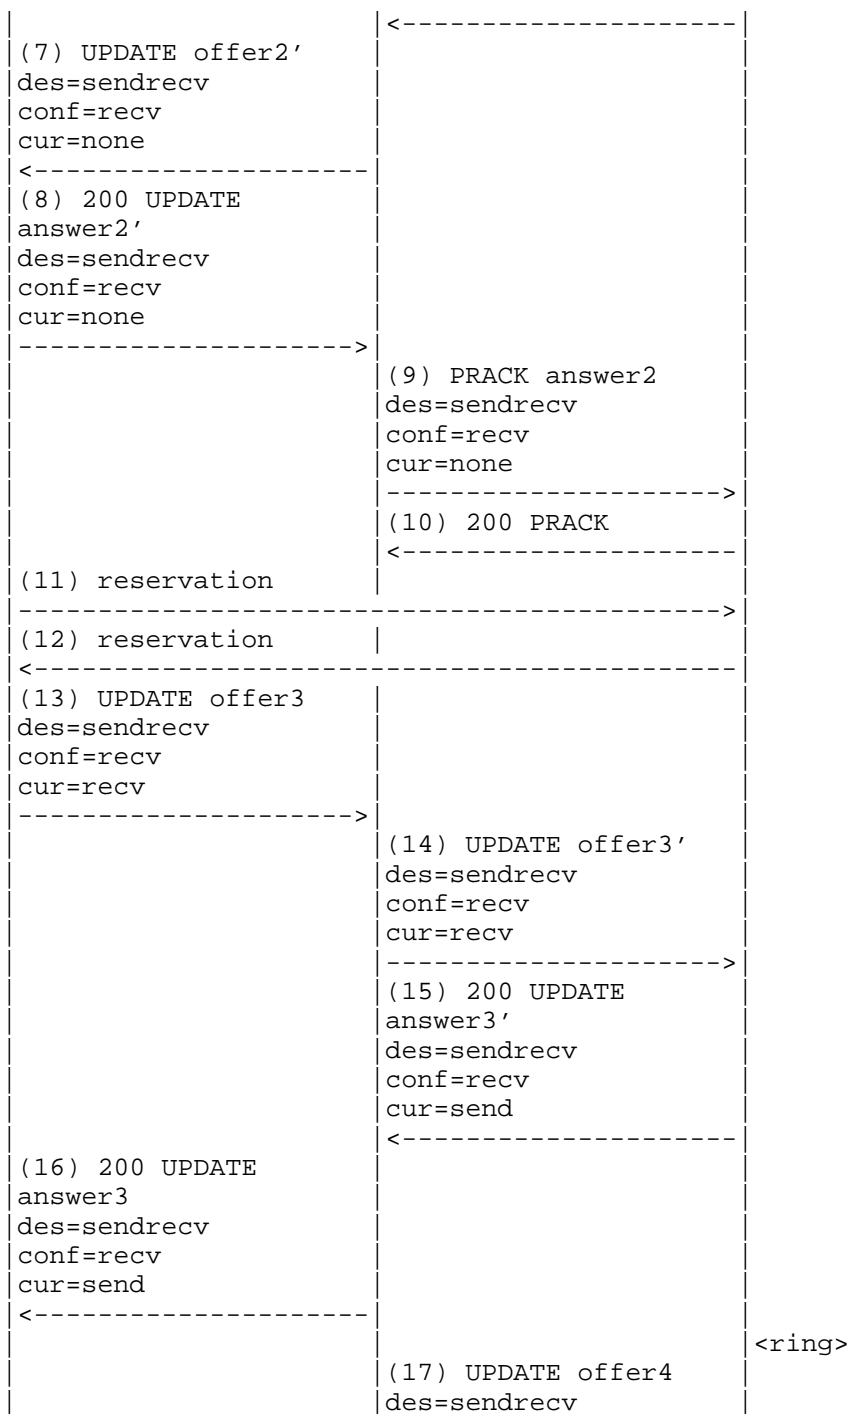 |                      |<---------------------|
|(7) UPDATE offer2'    |                      |
|des=sendrecv          |                      |
|conf=recv             |                      |
|cur=none              |                      |
|<---------------------|                      |
|(8) 200 UPDATE        |                      |
|answer2'              |                      |
|des=sendrecv          |                      |
|conf=recv             |                      |
|cur=none              |                      |
|--------------------->|                      |
|                      |(9) PRACK answer2     |
|                      |des=sendrecv          |
|                      |conf=recv             |
|                      |cur=none              |
|                      |--------------------->|
|                      |(10) 200 PRACK        |
|                      |<---------------------|
|(11) reservation      |                      |
|-------------------------------------------->|
|(12) reservation      |                      |
|<--------------------------------------------|
|(13) UPDATE offer3    |                      |
|des=sendrecv          |                      |
|conf=recv             |                      |
|cur=recv              |                      |
|--------------------->|                      |
|                      |(14) UPDATE offer3'   |
|                      |des=sendrecv          |
|                      |conf=recv             |
|                      |cur=recv              |
|                      |--------------------->|
|                      |(15) 200 UPDATE       |
|                      |answer3'              |
|                      |des=sendrecv          |
|                      |conf=recv             |
|                      |cur=send              |
|                      |<---------------------|
|(16) 200 UPDATE       |                      |
|answer3               |                      |
|des=sendrecv          |                      |
|conf=recv             |                      |
|cur=send              |                      |
|<---------------------|                      |
|                      |                      |<ring>
|                      |(17) UPDATE offer4    |
|                      |des=sendrecv          |